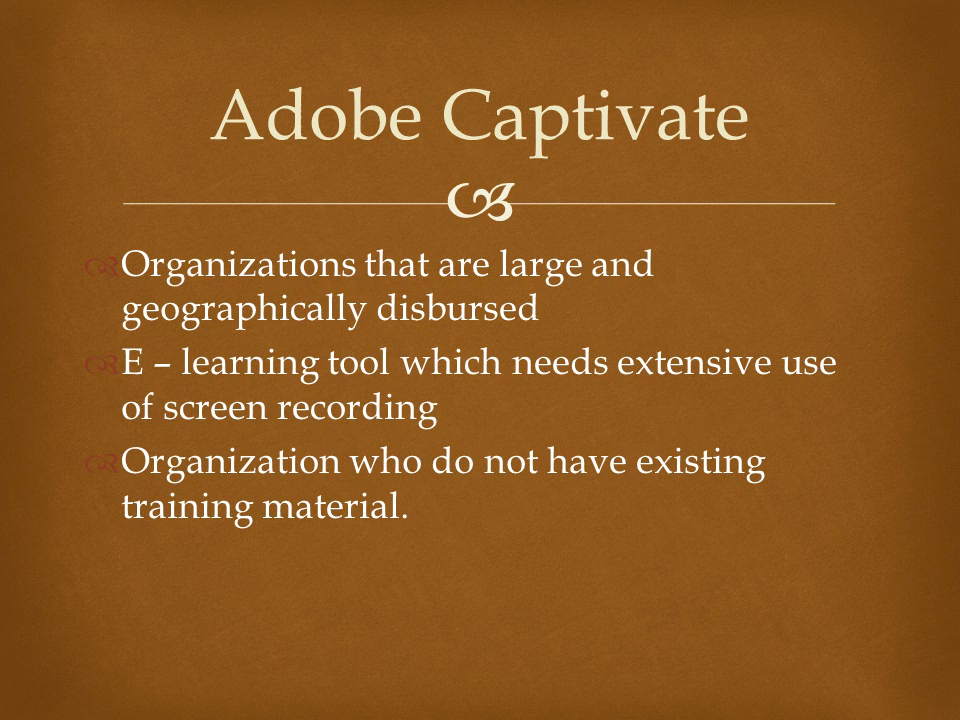 Adobe Captivate
Organizations that are large and
geographically disbursed
E – learning tool which needs extensive use
of screen recording
Organization who do not have existing
training material.